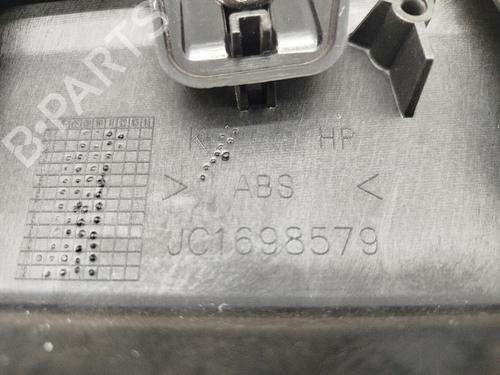 B-PARTS
K HP
> ABS <
JC1698579